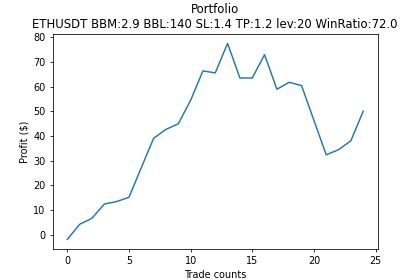 Portfolio
ETHUSDT BBM:2.9 BBL:140 SL:1.4 TP:1.2 lev:20 WinRatio:72.0
80
70
60
50
40
30
20
10
0
Profit ($)
0 5 10 15 20 25
Trade counts